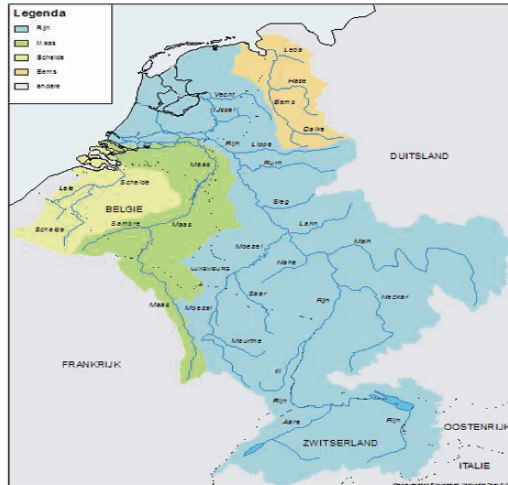 Legenda
Rijn
Maas
Schelde
Eems
andere
Leda
Hase
Eems
Dalke
Vecht
IJssel
Rijn
Lippe
Ruhr
DUITSLAND
Maas
Schelde
Leie
BELGIE
Sieg
Schelde
Sambre
Maas
Lahn
Moezel
Main
Nahe
LUXEMBURG
Maas
Moezel
Saar
Rijn
Neckar
Meurthe
FRANKRIJK
Ill
Rijn
Aare
Rijn
ZWITSERLAND
OOSTENRIJK
ITALIE